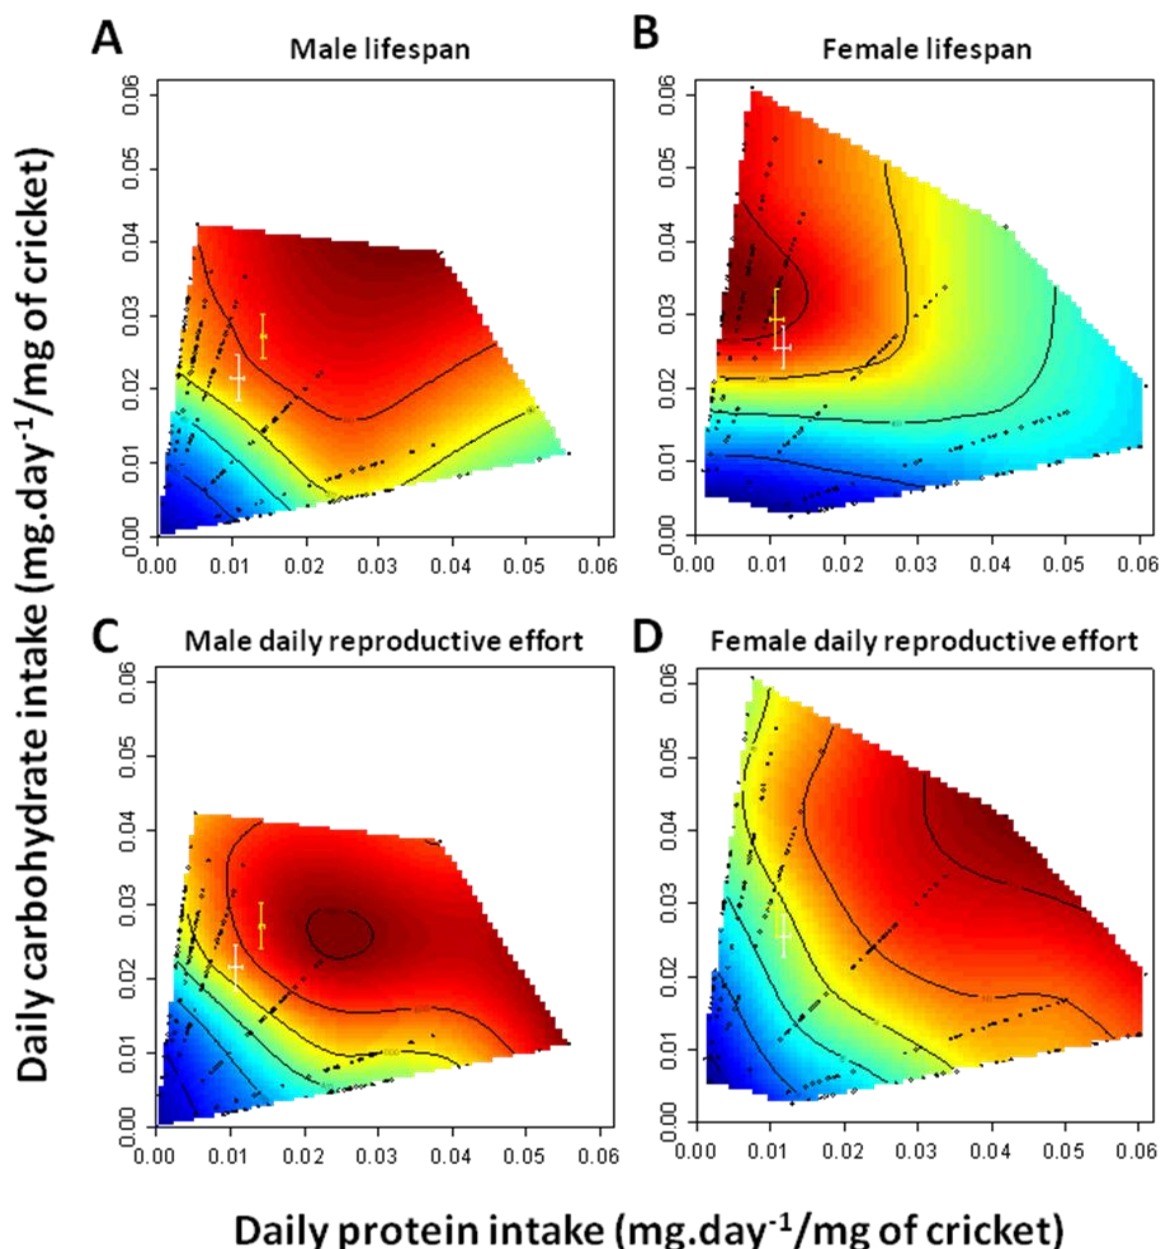 A
Male lifespan
B
Female lifespan
0.06
0.05
0.04
0.03
0.02
0.01
0.00
0.00 0.01 0.02 0.03 0.04 0.05 0.06
0.06
0.05
0.04
0.03
0.02
0.01
0.00
0.00 0.01 0.02 0.03 0.04 0.05 0.06
C
Male daily reproductive effort
D
Female daily reproductive effort
0.06
0.05
0.04
0.03
0.02
0.01
0.00
0.00 0.01 0.02 0.03 0.04 0.05 0.06
0.06
0.05
0.04
0.03
0.02
0.01
0.00
0.00 0.01 0.02 0.03 0.04 0.05 0.06
Daily carbohydrate intake (mg.day⁻¹/mg of cricket)
Daily protein intake (mg.day⁻¹/mg of cricket)